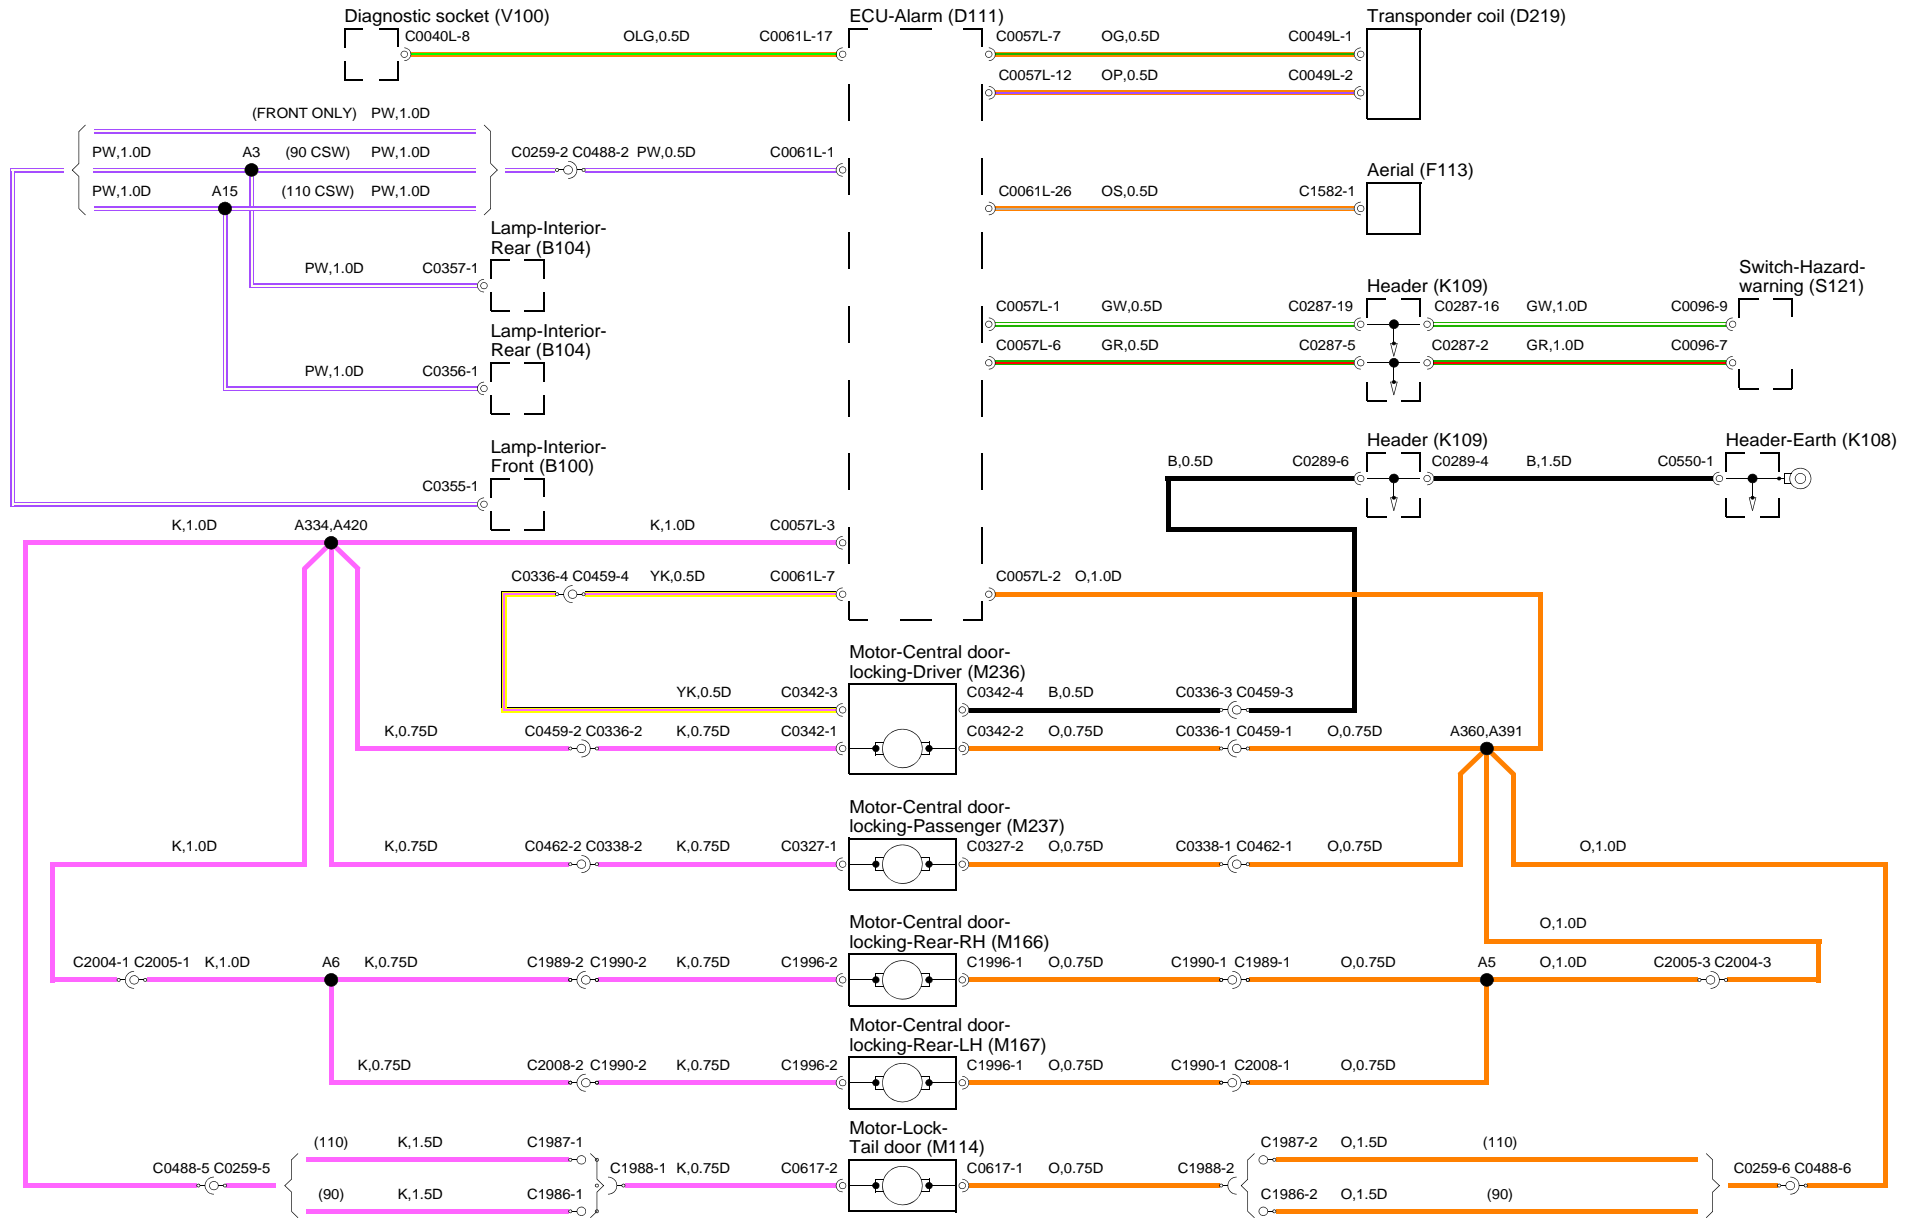 Diagnostic socket (V100)
ECU-Alarm (D111)
Transponder coil (D219)
C0040L-8 OLG,0.5D C0061L-17
C0057L-7 OG,0.5D C0049L-1
C0057L-12 OP,0.5D C0049L-2
(FRONT ONLY) PW,1.0D
PW,1.0D A3 (90 CSW) PW,1.0D
C0259-2 C0488-2 PW,0.5D C0061L-1
Aerial (F113)
PW,1.0D A15 (110 CSW) PW,1.0D
C0061L-26 OS,0.5D C1582-1
Lamp-Interior-
Rear (B104)
PW,1.0D C0357-1
Switch-Hazard-
warning (S121)
Header (K109)
C0057L-1 GW,0.5D C0287-19
C0287-16 GW,1.0D C0096-9
Lamp-Interior-
Rear (B104)
C0057L-6 GR,0.5D C0287-5
C0287-2 GR,1.0D C0096-7
PW,1.0D C0356-1
Lamp-Interior-
Front (B100)
Header (K109)
Header-Earth (K108)
B,0.5D C0289-6
C0289-4 B,1.5D C0550-1
C0355-1
K,1.0D A334,A420 K,1.0D C0057L-3
C0336-4 C0459-4 YK,0.5D C0061L-7
C0057L-2 O,1.0D
Motor-Central door-
locking-Driver (M236)
YK,0.5D C0342-3
C0342-4 B,0.5D C0336-3 C0459-3
K,0.75D C0459-2 C0336-2 K,0.75D C0342-1
C0342-2 O,0.75D C0336-1 C0459-1 O,0.75D A360,A391
Motor-Central door-
locking-Passenger (M237)
K,1.0D K,0.75D C0462-2 C0338-2 K,0.75D C0327-1
C0327-2 O,0.75D C0338-1 C0462-1 O,0.75D O,1.0D
Motor-Central door-
locking-Rear-RH (M166)
O,1.0D
C2004-1 C2005-1 K,1.0D A6 K,0.75D C1989-2 C1990-2 K,0.75D C1996-2
C1996-1 O,0.75D C1990-1 C1989-1 O,0.75D A5 O,1.0D C2005-3 C2004-3
Motor-Central door-
locking-Rear-LH (M167)
K,0.75D C2008-2 C1990-2 K,0.75D C1996-2
C1996-1 O,0.75D C1990-1 C2008-1 O,0.75D
Motor-Lock-
Tail door (M114)
(110) K,1.5D C1987-1
C1987-2 O,1.5D (110)
C0488-5 C0259-5
C1988-1 K,0.75D C0617-2
C0617-1 O,0.75D C1988-2
C0259-6 C0488-6
(90) K,1.5D C1986-1
C1986-2 O,1.5D (90)